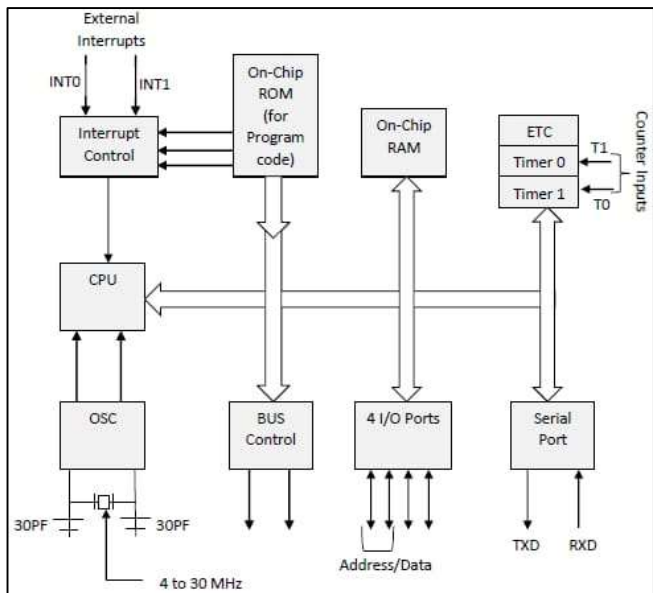 External
Interrupts
INT0
INT1
Interrupt
Control
On-Chip
ROM
(for
Program
code)
On-Chip
RAM
ETC
Timer 0
Timer 1
T1
T0
Counter Inputs
CPU
OSC
BUS
Control
4 I/O Ports
Serial
Port
30PF
30PF
4 to 30 MHz
Address/Data
TXD
RXD